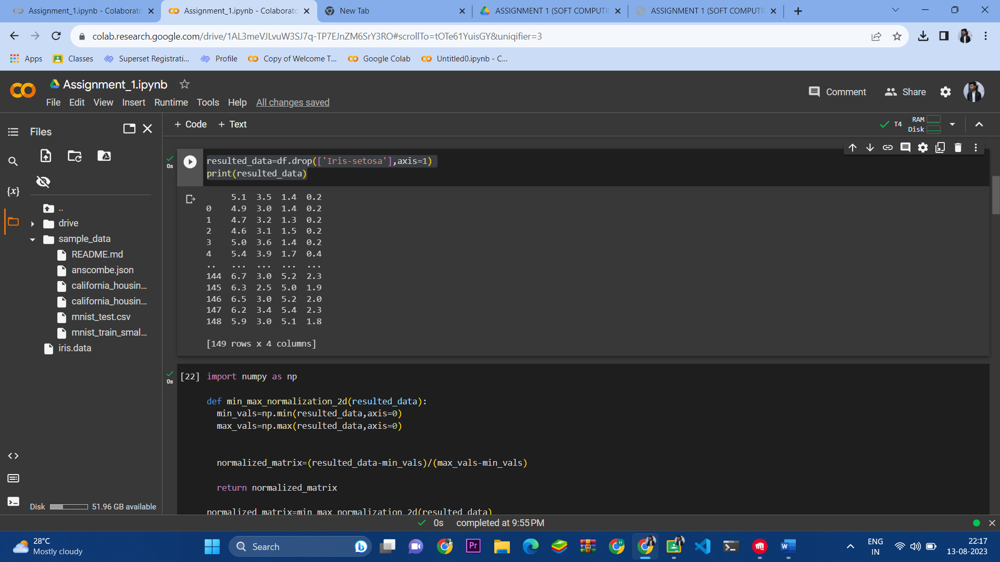 Assignment_1.ipynb - Colaborato
Assignment_1.ipynb - Colaborato
New Tab
ASSIGNMENT 1 (SOFT COMPUTI
ASSIGNMENT 1 (SOFT COMPUTI
colab.research.google.com/drive/1AL3meVJLvuW3SJ7q-TP7EJnZM6SrY3RO#scrollTo=tOTe61YuisGY&uniqifier=3
Apps
Classes
Superset Registrati...
Profile
Copy of Welcome T...
Google Colab
Untitled0.ipynb - C...
Assignment_1.ipynb
File Edit View Insert Runtime Tools Help All changes saved
Comment
Share
Files
+ Code + Text
T4
RAM
Disk
{x}
..
drive
sample_data
README.md
anscombe.json
california_housin...
california_housin...
mnist_test.csv
mnist_train_smal...
iris.data
Disk 51.96 GB available
0s
resulted_data=df.drop(['Iris-setosa'],axis=1)
print(resulted_data)
5.1 3.5 1.4 0.2
0 4.9 3.0 1.4 0.2
1 4.7 3.2 1.3 0.2
2 4.6 3.1 1.5 0.2
3 5.0 3.6 1.4 0.2
4 5.4 3.9 1.7 0.4
.. ... ... ... ...
144 6.7 3.0 5.2 2.3
145 6.3 2.5 5.0 1.9
146 6.5 3.0 5.2 2.0
147 6.2 3.4 5.4 2.3
148 5.9 3.0 5.1 1.8
[149 rows x 4 columns]
0s
[22] import numpy as np
def min_max_normalization_2d(resulted_data):
min_vals=np.min(resulted_data,axis=0)
max_vals=np.max(resulted_data,axis=0)
normalized_matrix=(resulted_data-min_vals)/(max_vals-min_vals)
return normalized_matrix
normalized_matrix=min_max_normalization_2d(resulted_data)
0s completed at 9:55 PM
28°C
Mostly cloudy
Search
Pr
H
W
ENG
IN
22:17
13-08-2023